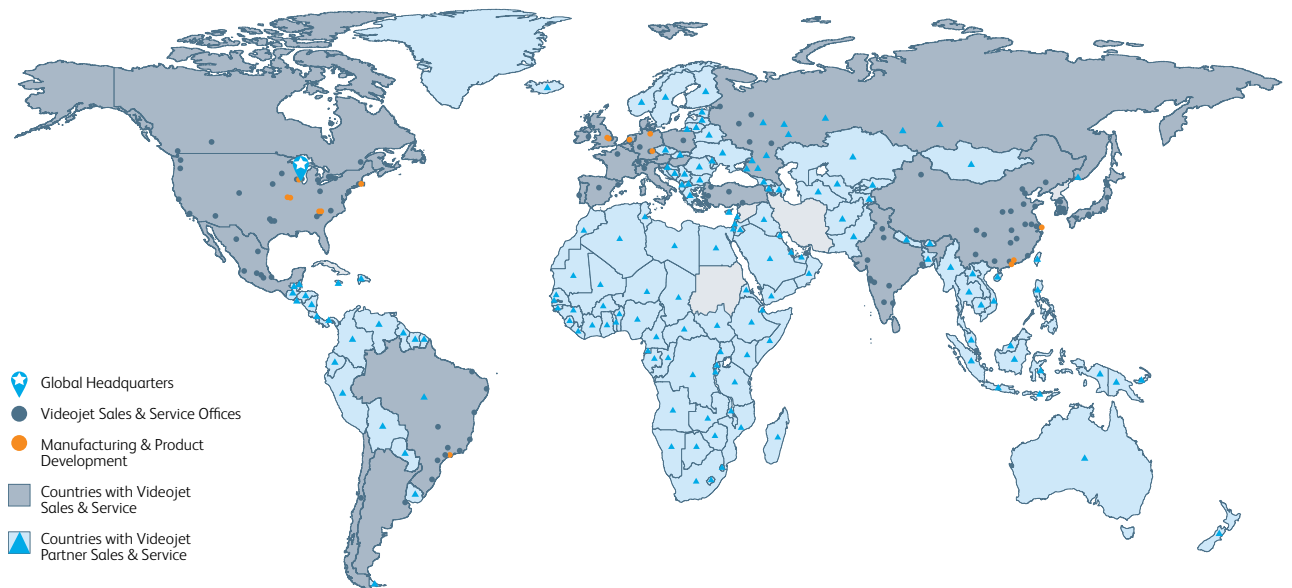 Global Headquarters
Videojet Sales & Service Offices
Manufacturing & Product
Development
Countries with Videojet
Sales & Service
Countries with Videojet
Partner Sales & Service